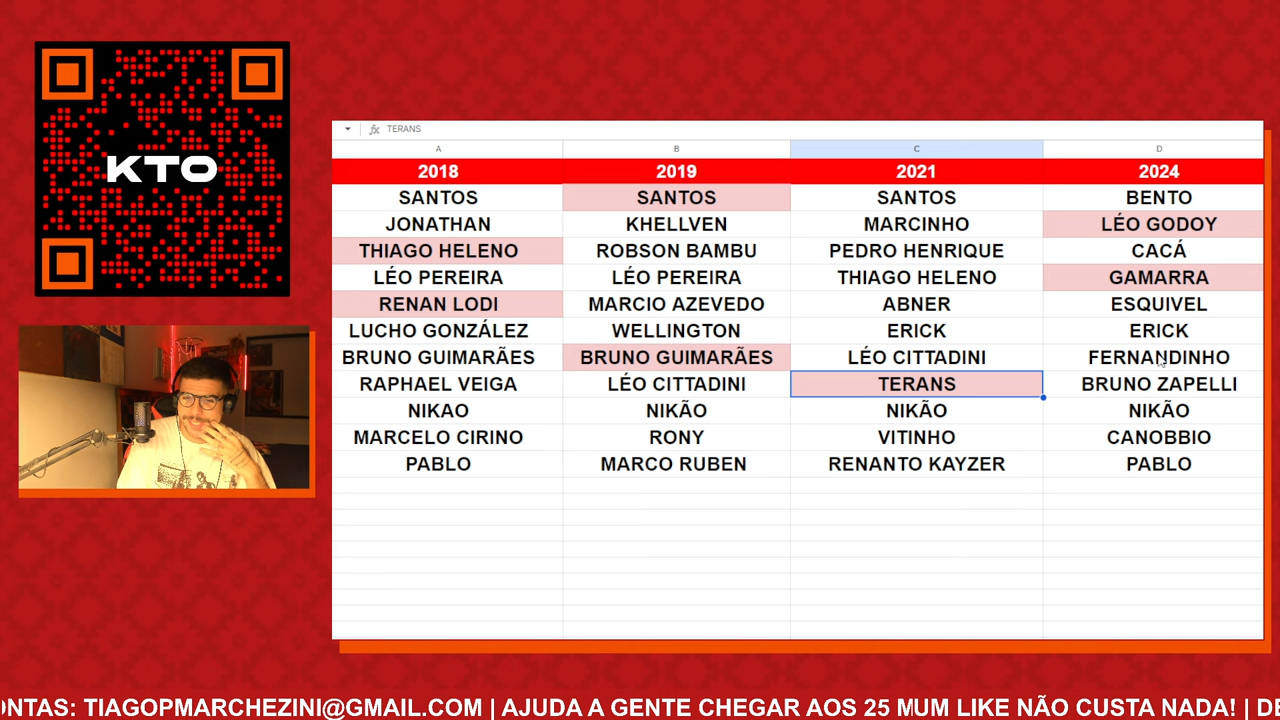 KTO
fx TERANS
A B C D
2018 2019 2021 2024
SANTOS SANTOS SANTOS BENTO
JONATHAN KHELLVEN MARCINHO LÉO GODOY
THIAGO HELENO ROBSON BAMBU PEDRO HENRIQUE CACÁ
LÉO PEREIRA LÉO PEREIRA THIAGO HELENO GAMARRA
RENAN LODI MARCIO AZEVEDO ABNER ESQUIVEL
LUCHO GONZÁLEZ WELLINGTON ERICK ERICK
BRUNO GUIMARÃES BRUNO GUIMARÃES LÉO CITTADINI FERNANDINHO
RAPHAEL VEIGA LÉO CITTADINI TERANS BRUNO ZAPELLI
NIKAO NIKÃO NIKÃO NIKÃO
MARCELO CIRINO RONY VITINHO CANOBBIO
PABLO MARCO RUBEN RENANTO KAYZER PABLO
ONTAS: TIAGOPMARCHEZINI@GMAIL.COM | AJUDA A GENTE CHEGAR AOS 25 MUM LIKE NÃO CUSTA NADA! |